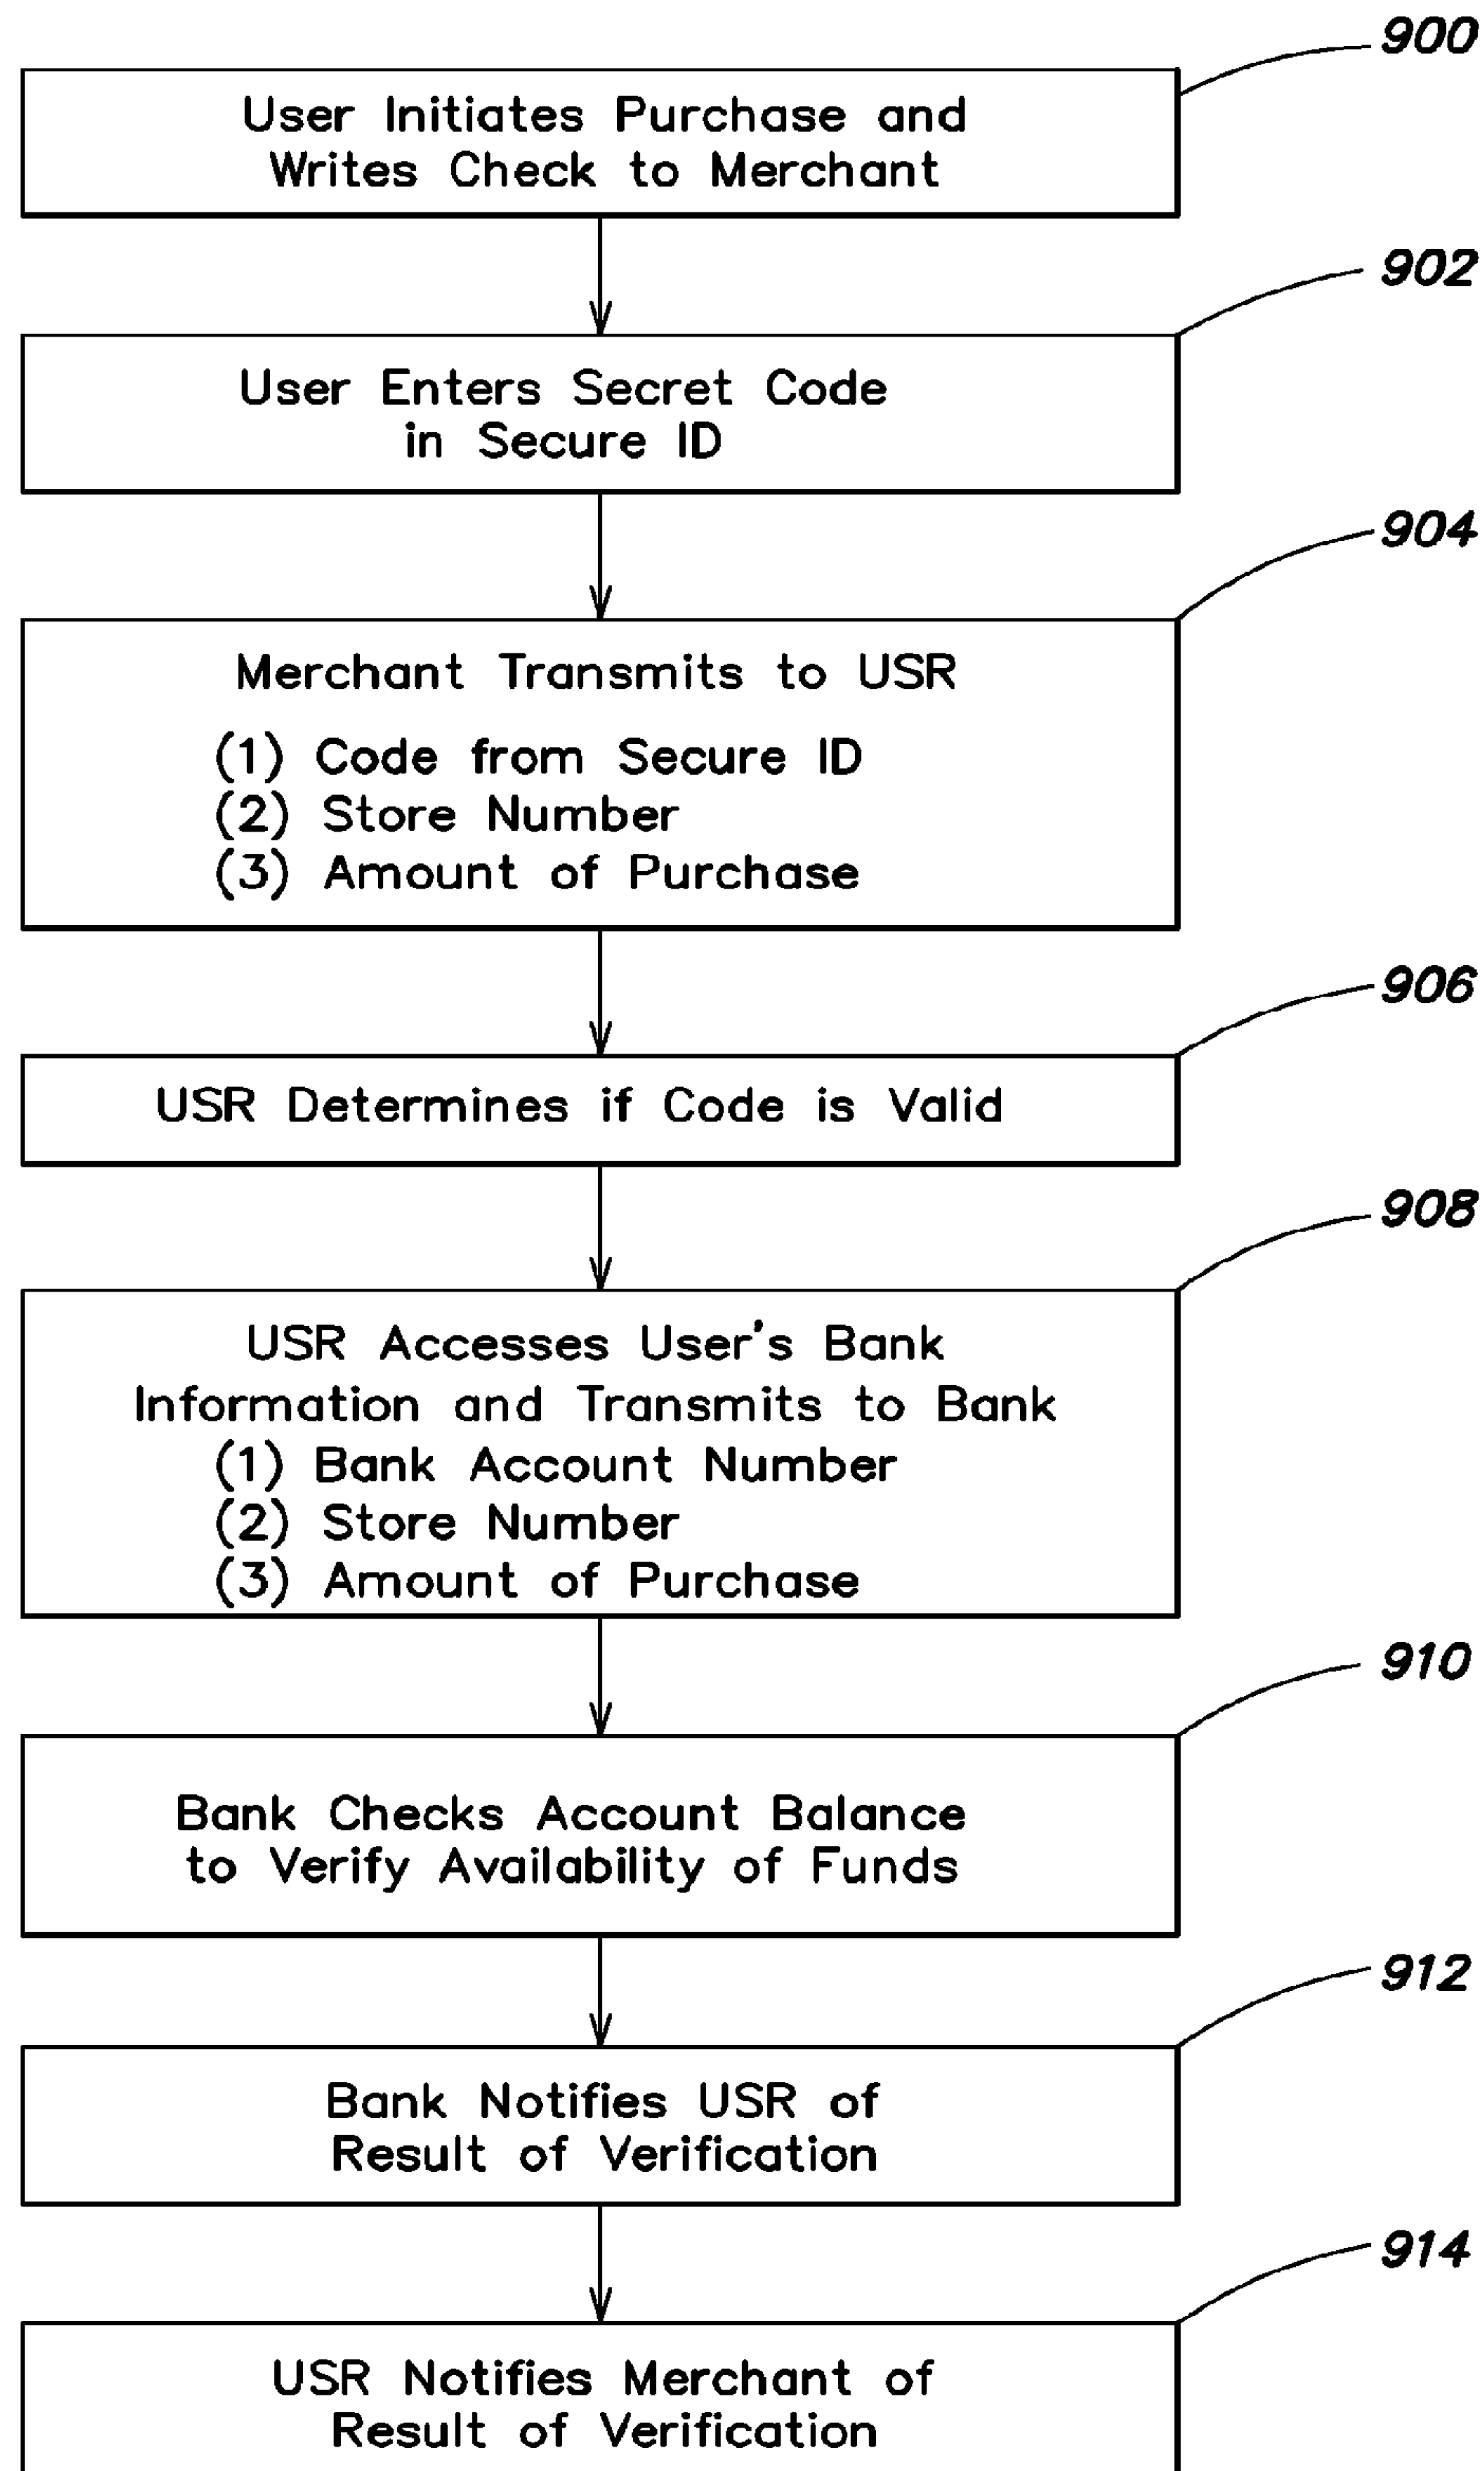 900
User Initiates Purchase and
Writes Check to Merchant
902
User Enters Secret Code
in Secure ID
904
Merchant Transmits to USR
(1) Code from Secure ID
(2) Store Number
(3) Amount of Purchase
906
USR Determines if Code is Valid
908
USR Accesses User's Bank
Information and Transmits to Bank
(1) Bank Account Number
(2) Store Number
(3) Amount of Purchase
910
Bank Checks Account Balance
to Verify Availability of Funds
912
Bank Notifies USR of
Result of Verification
914
USR Notifies Merchant of
Result of Verification